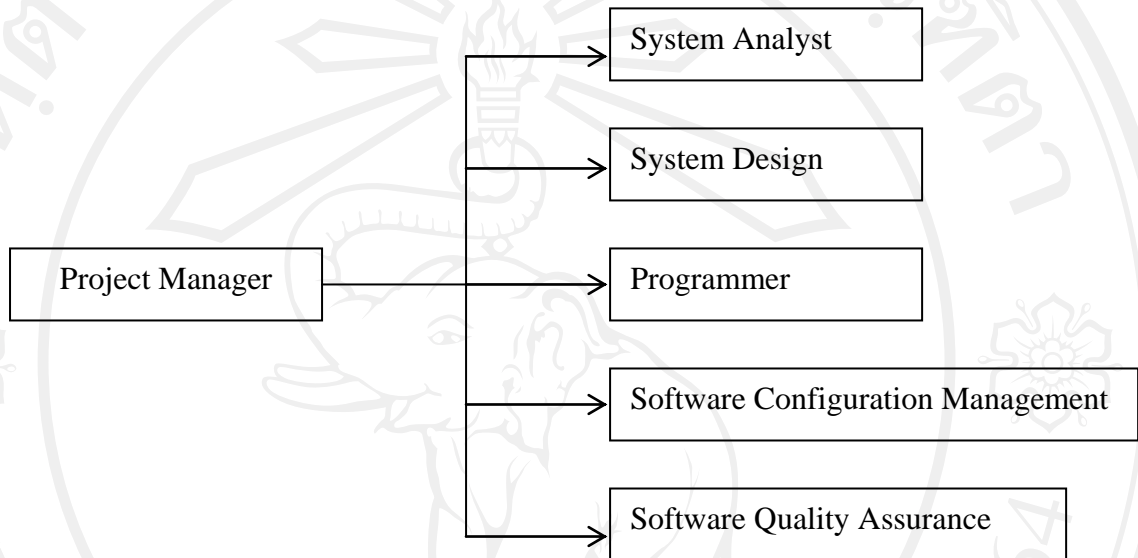 System Analyst
System Design
Project Manager
Programmer
Software Configuration Management
Software Quality Assurance